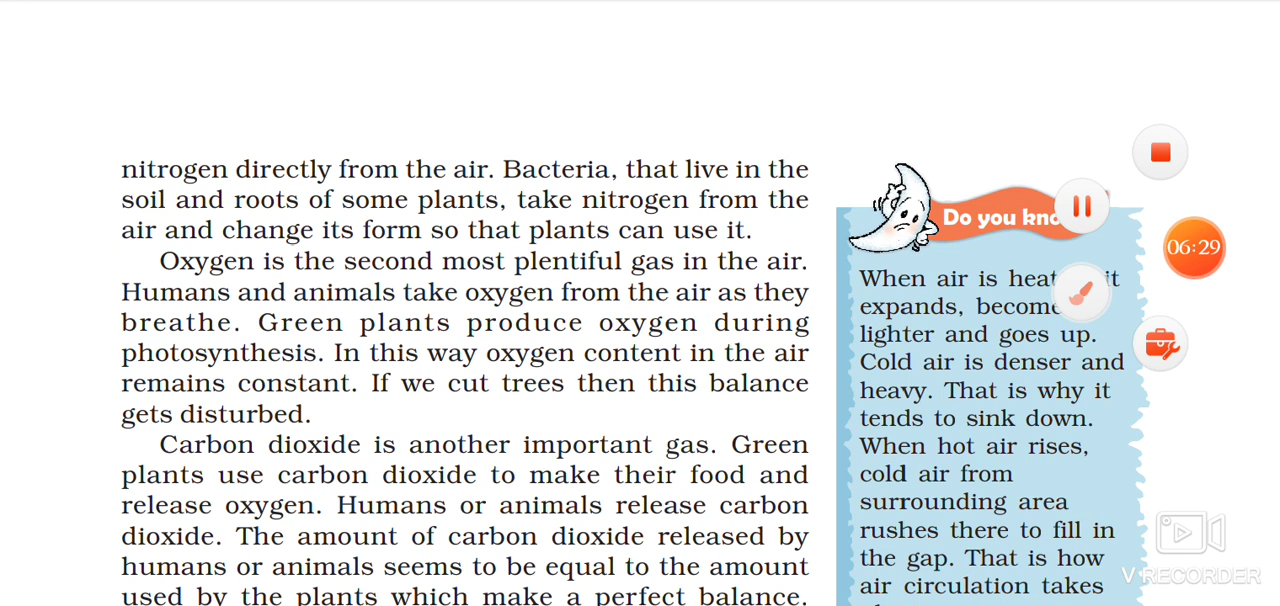 nitrogen directly from the air. Bacteria, that live in the
soil and roots of some plants, take nitrogen from the
air and change its form so that plants can use it.
Oxygen is the second most plentiful gas in the air.
Humans and animals take oxygen from the air as they
breathe. Green plants produce oxygen during
photosynthesis. In this way oxygen content in the air
remains constant. If we cut trees then this balance
gets disturbed.
Carbon dioxide is another important gas. Green
plants use carbon dioxide to make their food and
release oxygen. Humans or animals release carbon
dioxide. The amount of carbon dioxide released by
humans or animals seems to be equal to the amount
used by the plants which make a perfect balance.
Do you
When air is it
expands,
lighter and goes up.
Cold air is denser and
heavy. That is why it
tends to sink down.
When hot air rises,
cold air from
surrounding area
rushes there to fill in
the gap. That is how
air circulation takes
06:29
V RECORDER